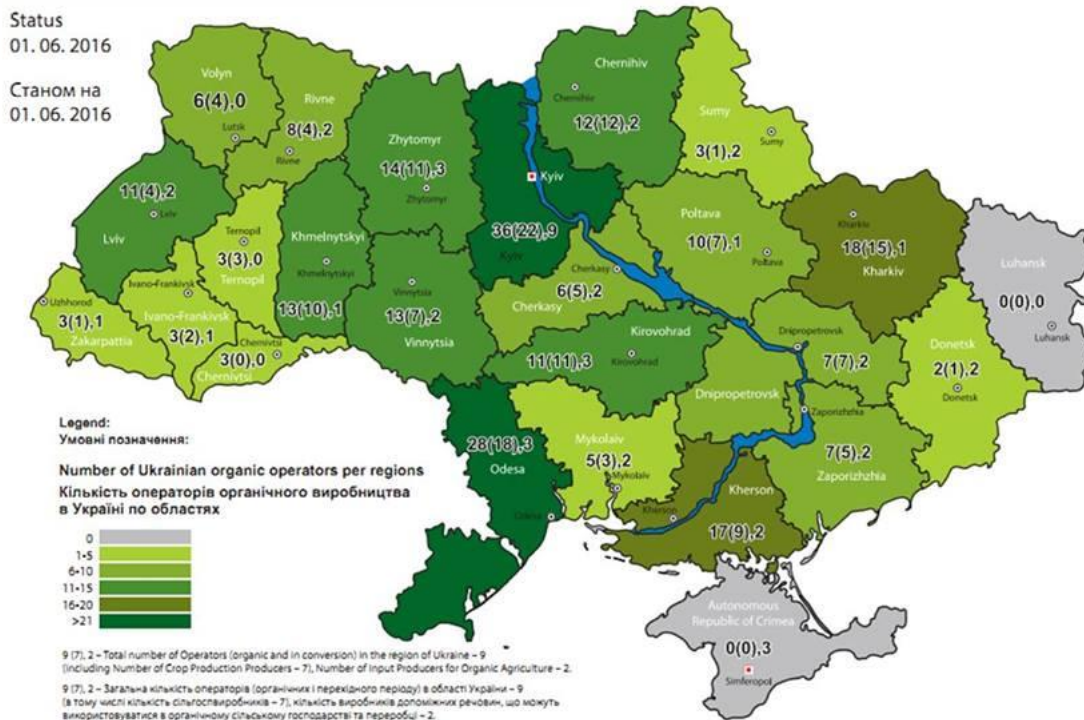 Status
01. 06. 2016
Станом на
01. 06. 2016
Volyn
6(4),0
Lutsk
Rivne
8(4),2
Rivne
Zhytomyr
14(11),3
Zhytomyr
Chernihiv
Chernihiv
12(12),2
Sumy
Sumy
3(1),2
Kyiv
36(22),9
Kyiv
11(4),2
Lviv
Lviv
Ternopil
3(3),0
Ternopil
Khmelnytskyi
Khmelnytskyi
13(10),1
Poltava
10(7),1
Poltava
Kharkiv
18(15),1
Kharkiv
Luhansk
0(0),0
Luhansk
Uzhhorod
3(1),1
Zakarpattia
Ivano-Frankivsk
Ivano-Frankivsk
3(2),1
Chernivtsi
3(0),0
Chernivtsi
Vinnytsia
13(7),2
Vinnytsia
Cherkasy
6(5),2
Cherkasy
Kirovohrad
11(11),3
Kirovohrad
Dnipropetrovsk
7(7),2
Dnipropetrovsk
Donetsk
2(1),2
Donetsk
Zaporizhzhia
7(5),2
Zaporizhzhia
28(18),3
Odesa
Odesa
Mykolaiv
5(3),2
Mykolaiv
Kherson
Kherson
17(9),2
Autonomous
Republic of Crimea
0(0),3
Simferopol
Legend:
Умовні позначення:
Number of Ukrainian organic operators per regions
Кількість операторів органічного виробництва
в Україні по областях
0
1-5
6-10
11-15
16-20
>21
9 (7), 2 – Total number of Operators (organic and in conversion) in the region of Ukraine – 9
(including Number of Crop Production Producers – 7), Number of Input Producers for Organic Agriculture – 2.
9 (7), 2 – Загальна кількість операторів (органічних і перехідного періоду) в області України – 9
(в тому числі кількість сільгоспвиробників – 7), кількість виробників допоміжних речовин, що можуть
використовуватися в органічному сільському господарстві та переробці – 2.